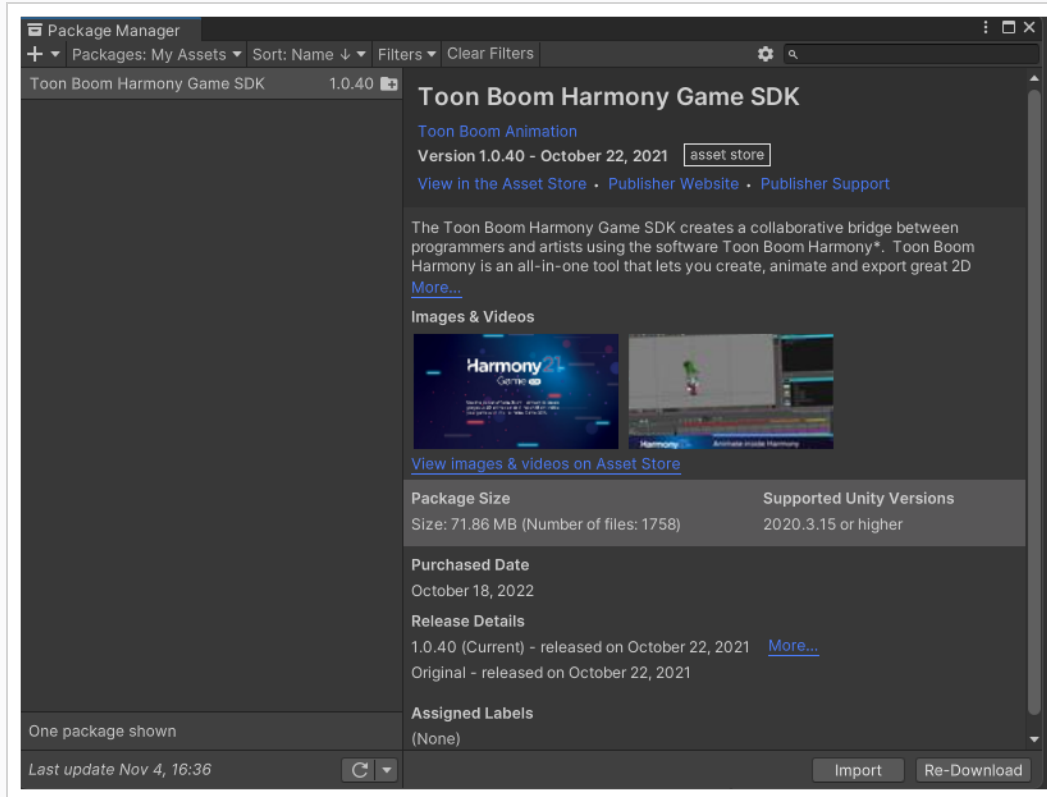 Package Manager
Packages: My Assets Sort: Name ↓ Filters Clear Filters
Toon Boom Harmony Game SDK 1.0.40
Toon Boom Harmony Game SDK
Toon Boom Animation
Version 1.0.40 - October 22, 2021 asset store
View in the Asset Store • Publisher Website • Publisher Support
The Toon Boom Harmony Game SDK creates a collaborative bridge between
programmers and artists using the software Toon Boom Harmony*. Toon Boom
Harmony is an all-in-one tool that lets you create, animate and export great 2D
More...
Images & Videos
Harmony 21
Game
Harmony Animate inside Harmony
View images & videos on Asset Store
Package Size Supported Unity Versions
Size: 71.86 MB (Number of files: 1758) 2020.3.15 or higher
Purchased Date
October 18, 2022
Release Details
1.0.40 (Current) - released on October 22, 2021 More...
Original - released on October 22, 2021
Assigned Labels
(None)
One package shown
Last update Nov 4, 16:36
Import Re-Download